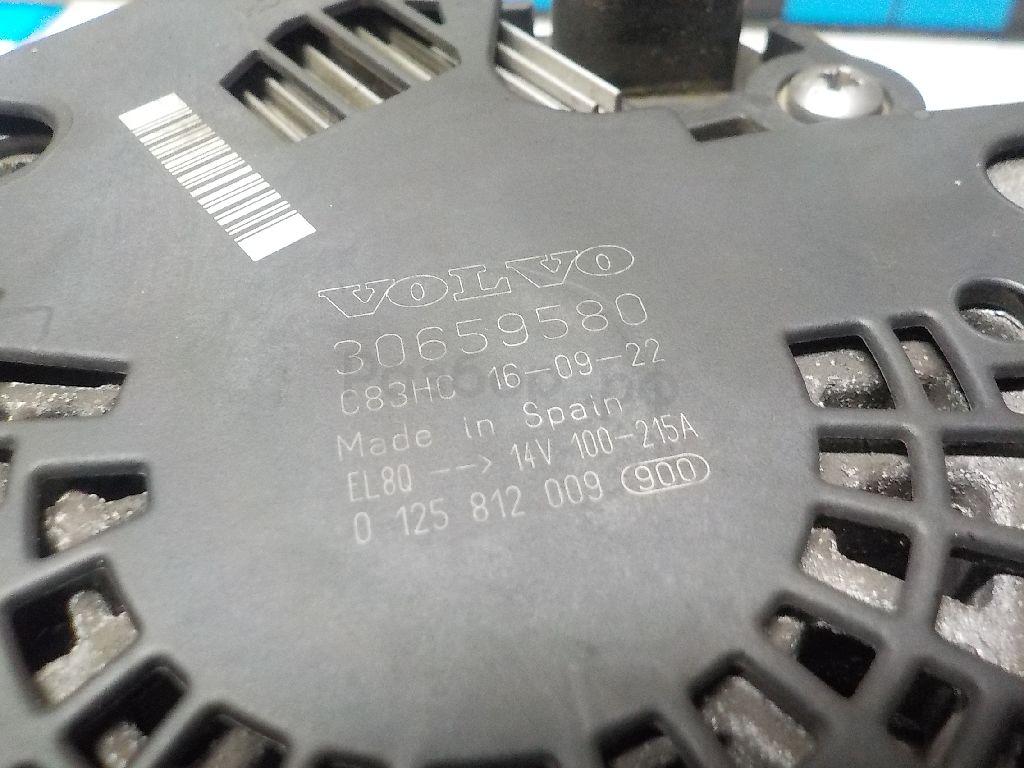 VOLVO
30659580
C83HC 16-09-22
Made in Spain
EL8Q --> 14V 100-215A
0 125 812 009 900